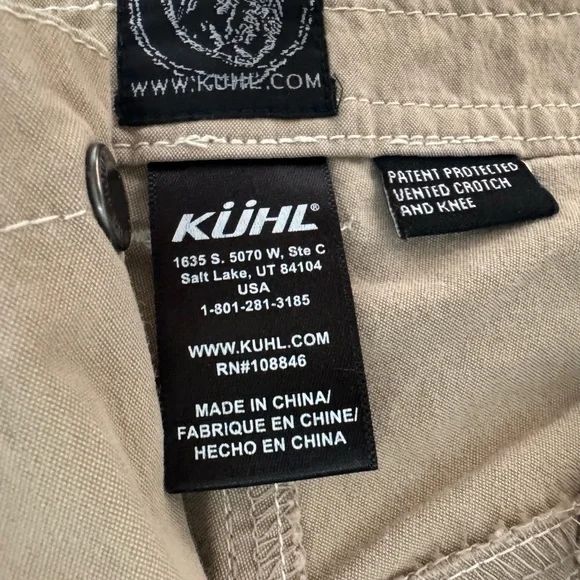 WWW.KUHL.COM
KÜHL®
1635 S. 5070 W, Ste C
Salt Lake, UT 84104
USA
1-801-281-3185
WWW.KUHL.COM
RN#108846
MADE IN CHINA/
FABRIQUE EN CHINE/
HECHO EN CHINA
PATENT PROTECTED
VENTED CROTCH
AND KNEE